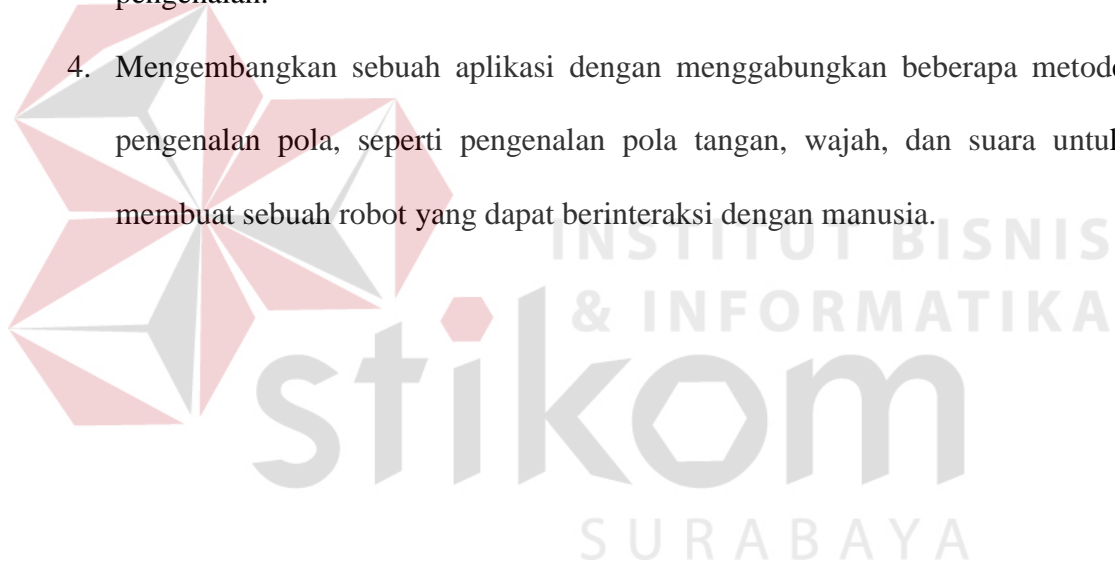 4. Mengembangkan sebuah aplikasi dengan menggabungkan beberapa metode
pengenalan pola, seperti pengenalan pola tangan, wajah, dan suara untuk
membuat sebuah robot yang dapat berinteraksi dengan manusia.
INSTITUT BISNIS
& INFORMATIKA
stikom
SURABAYA